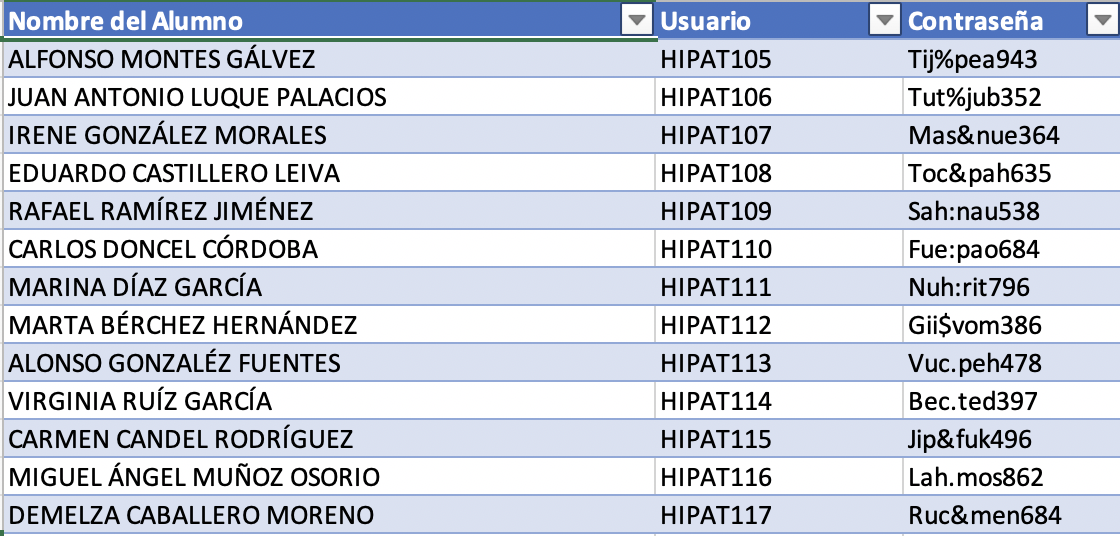 Nombre del Alumno Usuario Contraseña
ALFONSO MONTES GÁLVEZ HIPAT105 Tij%pea943
JUAN ANTONIO LUQUE PALACIOS HIPAT106 Tut%jub352
IRENE GONZÁLEZ MORALES HIPAT107 Mas&nue364
EDUARDO CASTILLERO LEIVA HIPAT108 Toc&pah635
RAFAEL RAMÍREZ JIMÉNEZ HIPAT109 Sah:nau538
CARLOS DONCEL CÓRDOBA HIPAT110 Fue:pao684
MARINA DÍAZ GARCÍA HIPAT111 Nuh:rit796
MARTA BÉRCHEZ HERNÁNDEZ HIPAT112 Gii$vom386
ALONSO GONZALÉZ FUENTES HIPAT113 Vuc.peh478
VIRGINIA RUÍZ GARCÍA HIPAT114 Bec.ted397
CARMEN CANDEL RODRÍGUEZ HIPAT115 Jip&fuk496
MIGUEL ÁNGEL MUÑOZ OSORIO HIPAT116 Lah.mos862
DEMELZA CABALLERO MORENO HIPAT117 Ruc&men684